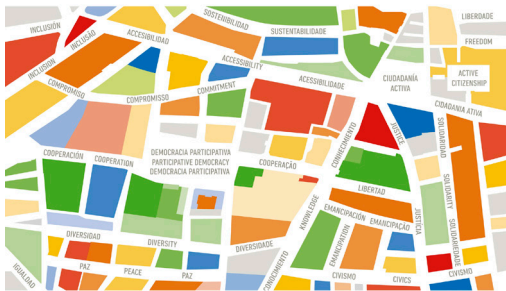 INCLUSIÓN
INCLUSÃO
INCLUSION
ACCESIBILIDAD
SOSTENIBILIDAD
SUSTENTABILIDADE
LIBERDADE
FREEDOM
ACCESSIBILITY
ACESSIBILIDADE
CIUDADANÍA
ACTIVA
ACTIVE
CITIZENSHIP
CIDADANIA ATIVA
COMPROMISO
COMPROMISSO
COMMITMENT
CONHECIMENTO
JUSTICE
SOLIDARIDAD
COOPERACIÓN
COOPERATION
DEMOCRACIA PARTICIPATIVA
PARTICIPATIVE DEMOCRACY
DEMOCRACIA PARTICIPATIVA
COOPERAÇÃO
LIBERTAD
KNOWLEDGE
EMANCIPACIÓN
EMANCIPAÇÃO
EMANCIPATION
JUSTICIA
SOLIDARITY
SOLIDARIEDADE
DIVERSIDAD
DIVERSITY
DIVERSIDADE
IGUALDAD
PAZ
PEACE
PAZ
CONOCIMIENTO
CIVISMO
CIVICS
CIVISMO